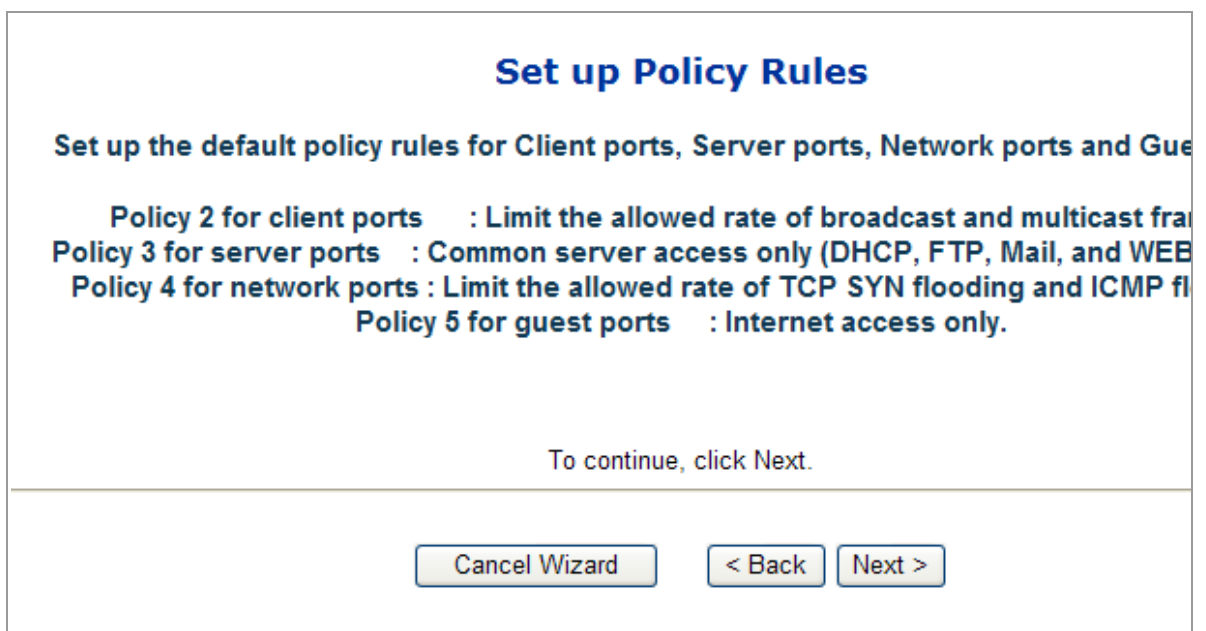 Set up Policy Rules
Set up the default policy rules for Client ports, Server ports, Network ports and
Policy 2 for client ports : Limit the allowed rate of broadcast and multicast
Policy 3 for server ports : Common server access only (DHCP, FTP, Mail, and WEB
Policy 4 for network ports : Limit the allowed rate of TCP SYN flooding and ICMP
Policy 5 for guest ports : Internet access only.
To continue, click Next.
Cancel Wizard < Back Next >